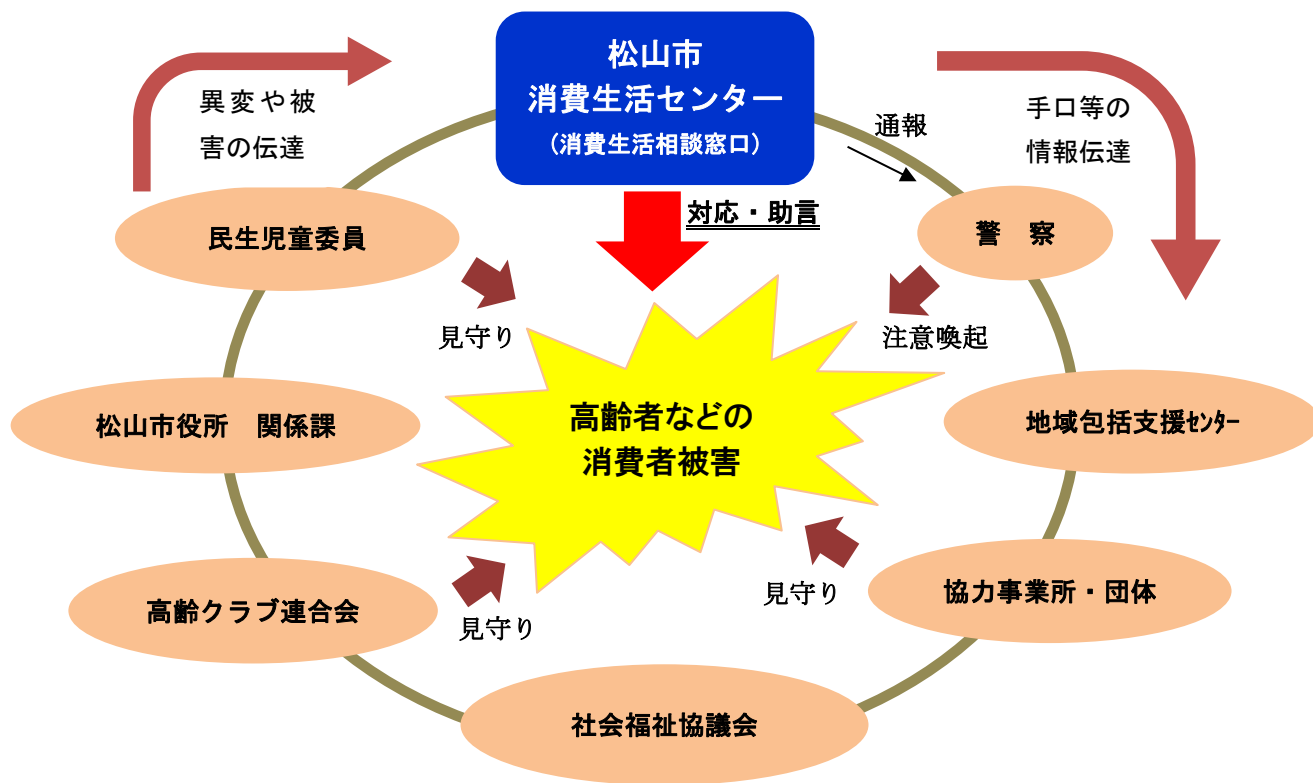 松山市
消費生活センター
(消費生活相談窓口)
異変や被
害の伝達
通報
手口等の
情報伝達
対応・助言
民生児童委員
警　察
見守り
注意喚起
松山市役所　関係課
高齢者などの
消費者被害
地域包括支援ｾﾝﾀｰ
高齢クラブ連合会
見守り
見守り
協力事業所・団体
社会福祉協議会